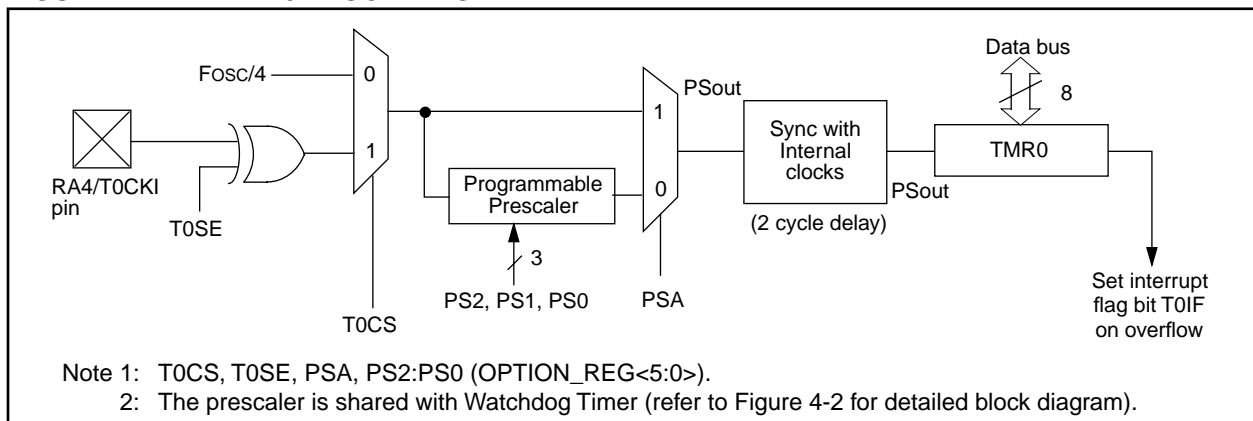 Data bus
8
FOSC/4
0
1
RA4/T0CKI
pin
T0SE
T0CS
Programmable
Prescaler
3
PS2, PS1, PS0
1
0
PSA
PSout
Sync with
Internal
clocks
(2 cycle delay)
PSout
TMR0
Set interrupt
flag bit T0IF
on overflow
Note 1: T0CS, T0SE, PSA, PS2:PS0 (OPTION_REG<5:0>).
2: The prescaler is shared with Watchdog Timer (refer to Figure 4-2 for detailed block diagram).